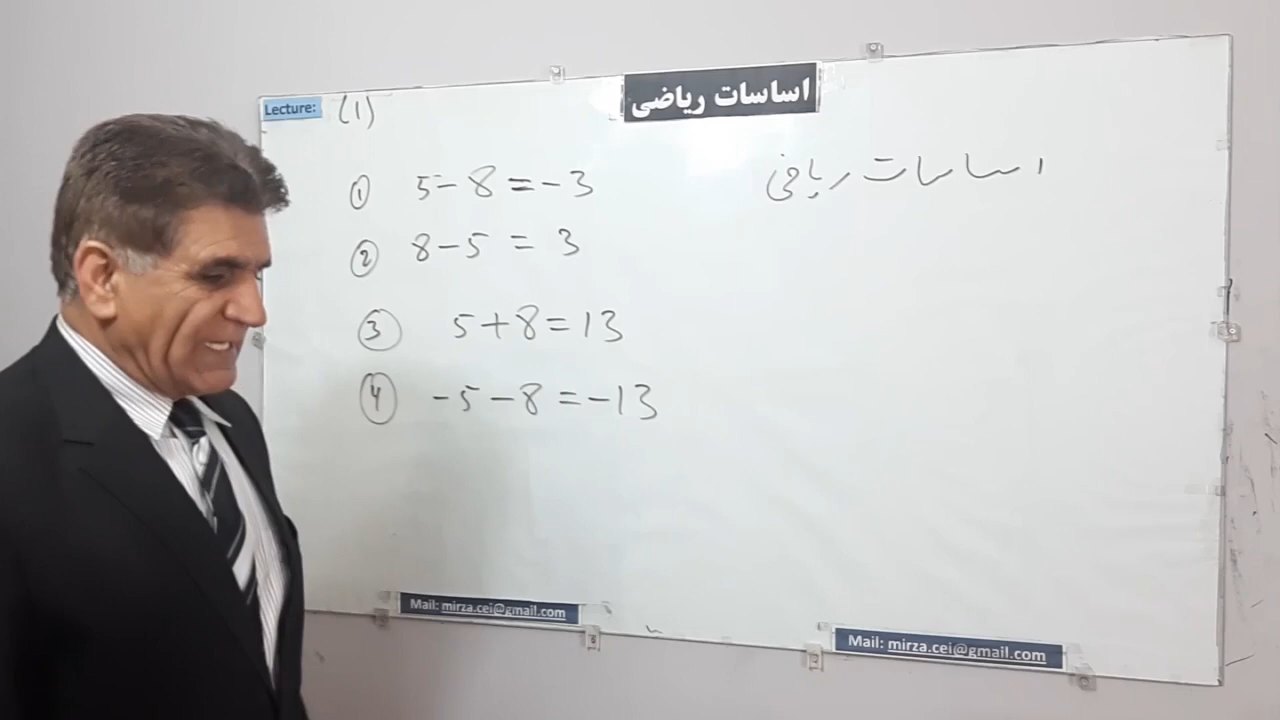 اساسات ریاضی
Lecture: (1)
اساسات ریاضی
① 5-8=-3
② 8-5 = 3
③ 5+8=13
④ -5-8=-13
Mail: mirza.cei@gmail.com
Mail: mirza.cei@gmail.com